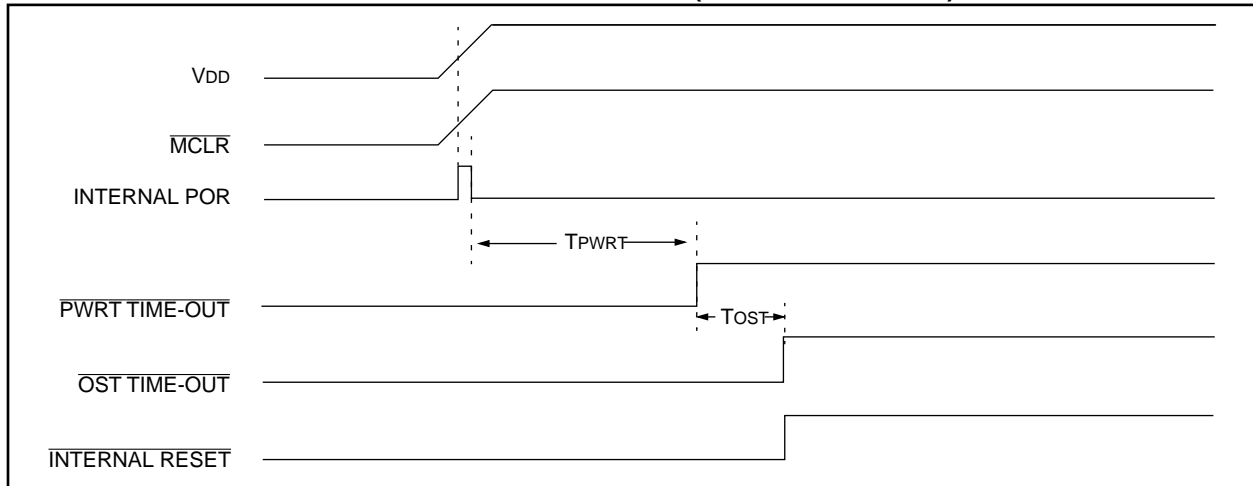 VDD
MCLR
INTERNAL POR
TPWRT
PWRT TIME-OUT
TOST
OST TIME-OUT
INTERNAL RESET